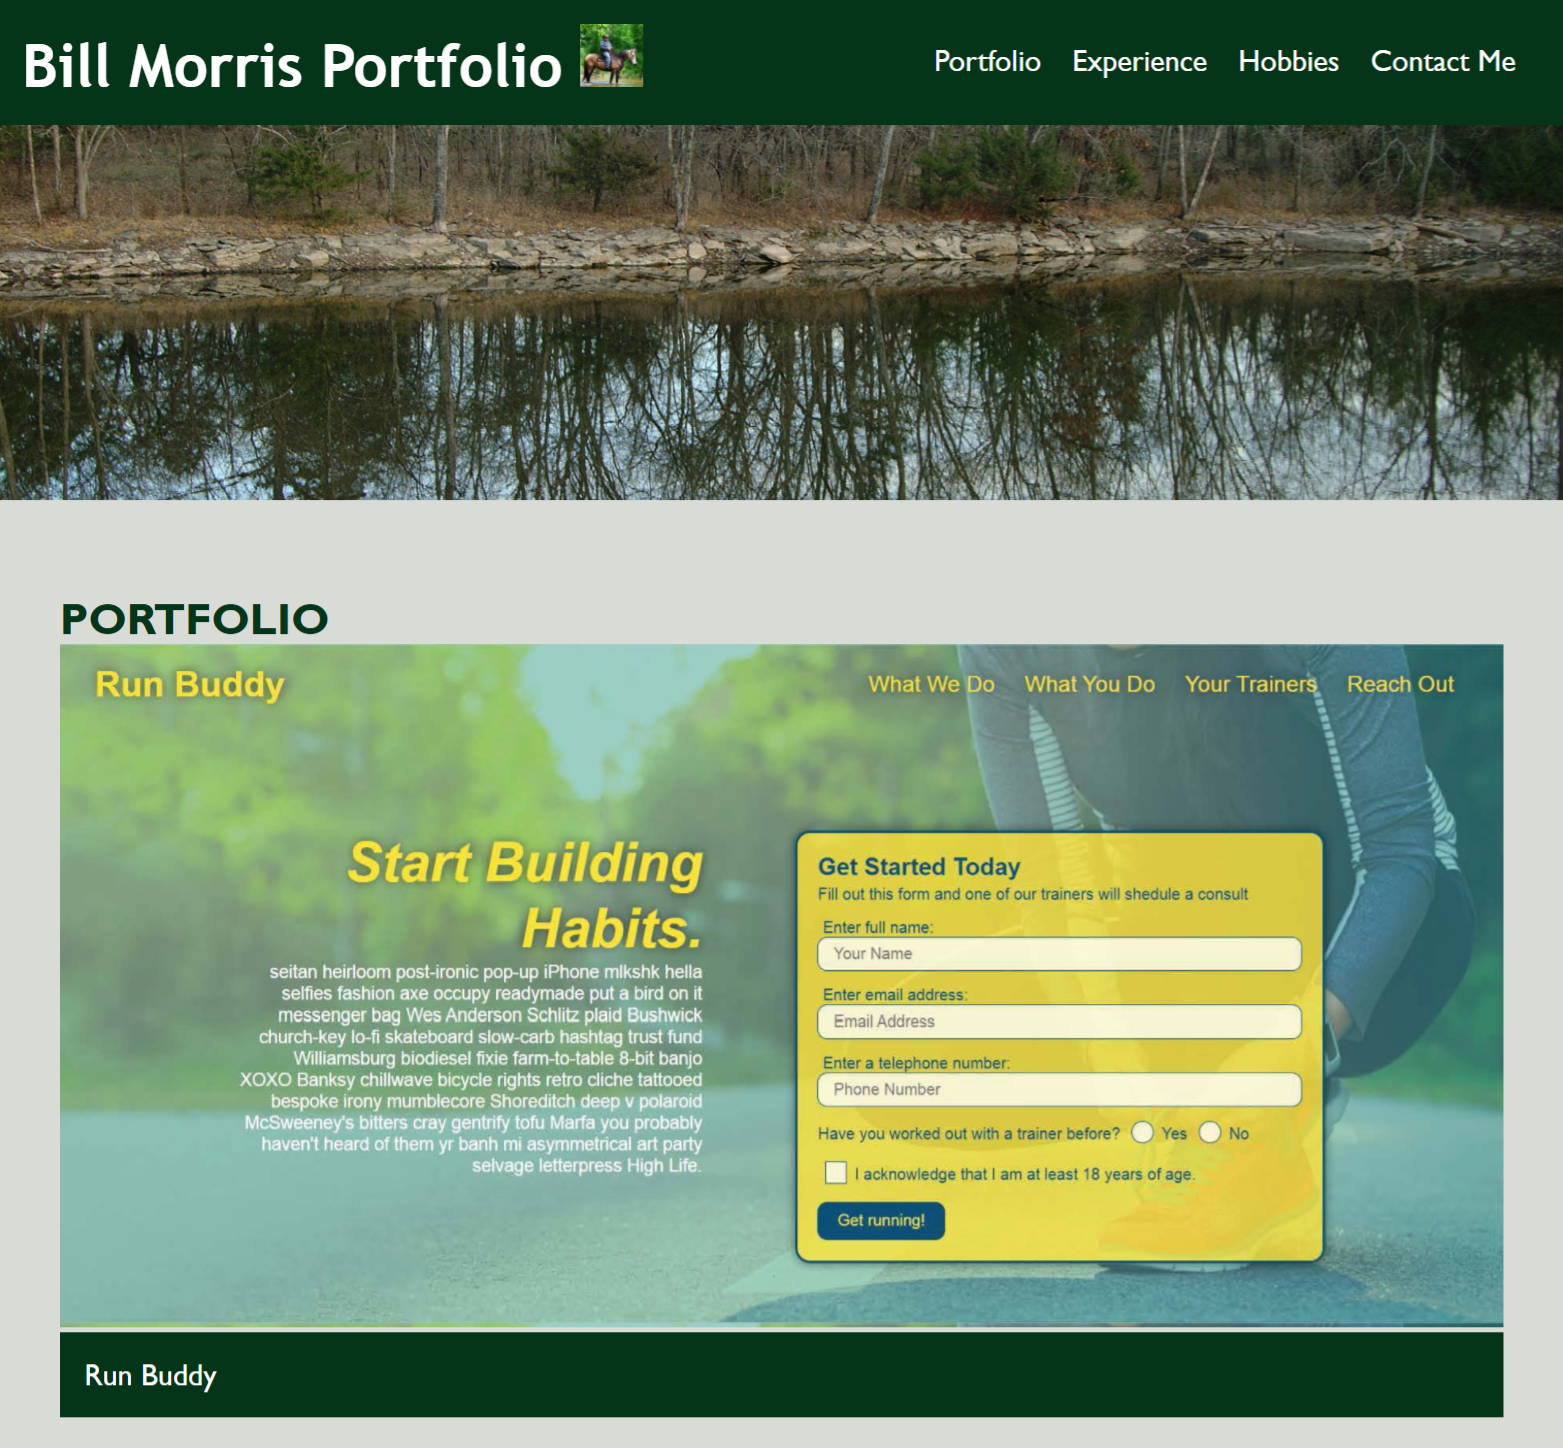 Bill Morris Portfolio
Portfolio Experience Hobbies Contact Me
PORTFOLIO
Run Buddy
What We Do What You Do Your Trainers Reach Out
Start Building
Habits.
seitan heirloom post-ironic pop-up iPhone mlkshk hella
selfies fashion axe occupy readymade put a bird on it
messenger bag Wes Anderson Schlitz plaid Bushwick
church-key lo-fi skateboard slow-carb hashtag trust fund
Williamsburg biodiesel fixie farm-to-table 8-bit banjo
XOXO Banksy chillwave bicycle rights retro cliche tattooed
bespoke irony mumblecore Shoreditch deep v polaroid
McSweeney's bitters cray gentrify tofu Marfa you probably
haven't heard of them yr banh mi asymmetrical art party
selvage letterpress High Life.
Get Started Today
Fill out this form and one of our trainers will shedule a consult
Enter full name:
Your Name
Enter email address:
Email Address
Enter a telephone number:
Phone Number
Have you worked out with a trainer before? Yes No
I acknowledge that I am at least 18 years of age.
Get running!
Run Buddy